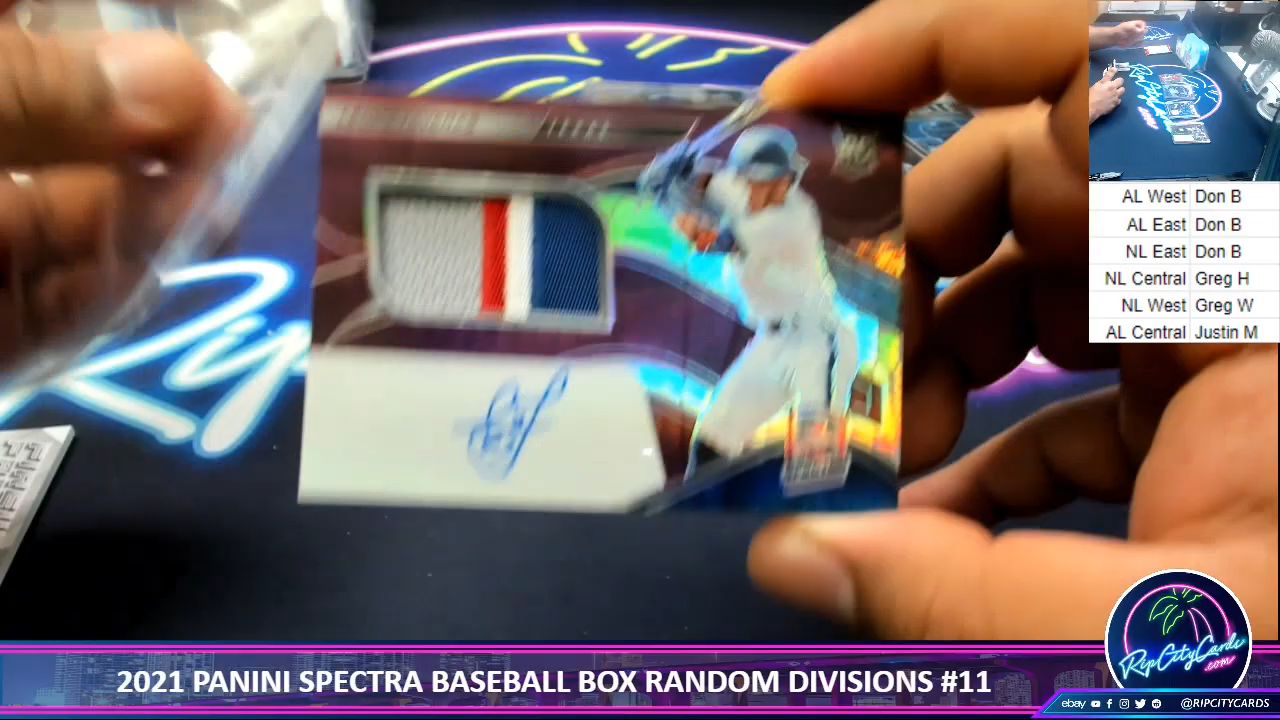 AL West Don B
AL East Don B
NL East Don B
NL Central Greg H
NL West Greg W
AL Central Justin M
Rip
RipCityCards
.com
2021 PANINI SPECTRA BASEBALL BOX RANDOM DIVISIONS #11
ebay @RIPCITYCARDS